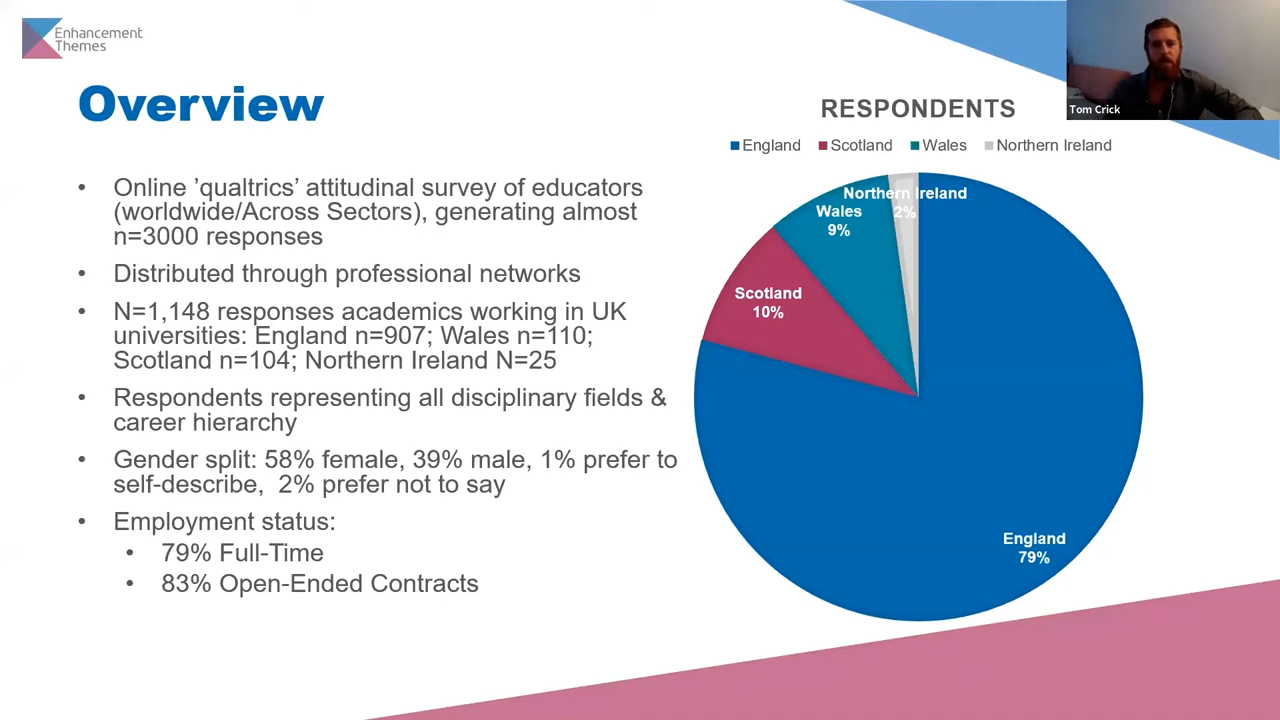 Enhancement
Themes
Overview
• Online ’qualtrics’ attitudinal survey of educators
(worldwide/Across Sectors), generating almost
n=3000 responses
• Distributed through professional networks
• N=1,148 responses academics working in UK
universities: England n=907; Wales n=110;
Scotland n=104; Northern Ireland N=25
• Respondents representing all disciplinary fields &
career hierarchy
• Gender split: 58% female, 39% male, 1% prefer to
self-describe,  2% prefer not to say
• Employment status:
• 79% Full-Time
• 83% Open-Ended Contracts
Tom Crick
RESPONDENTS
England Scotland Wales Northern Ireland
Northern Ireland
2%
Wales
9%
Scotland
10%
England
79%